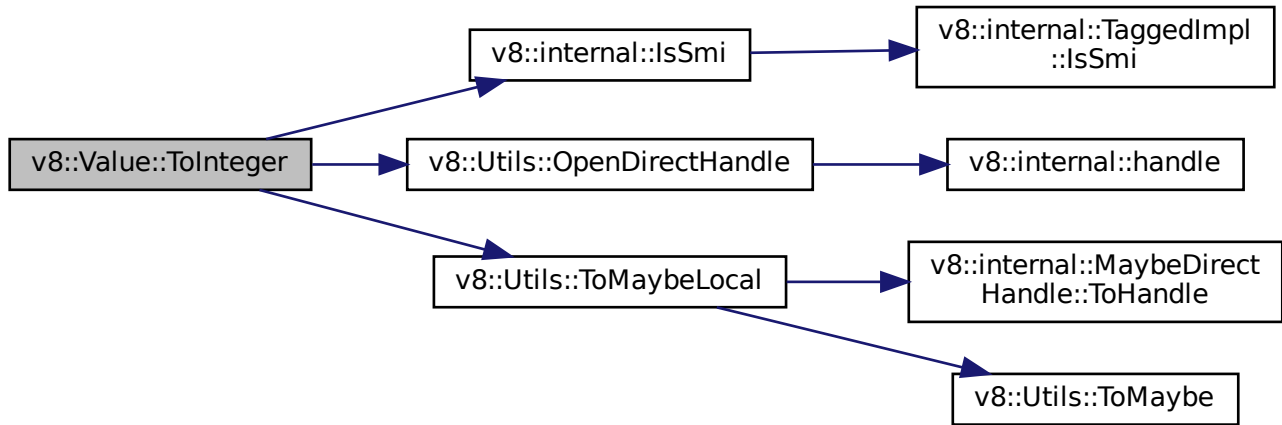 v8::Value::ToInteger
v8::internal::IsSmi
v8::internal::TaggedImpl
::IsSmi
v8::Utils::OpenDirectHandle
v8::internal::handle
v8::Utils::ToMaybeLocal
v8::internal::MaybeDirect
Handle::ToHandle
v8::Utils::ToMaybe